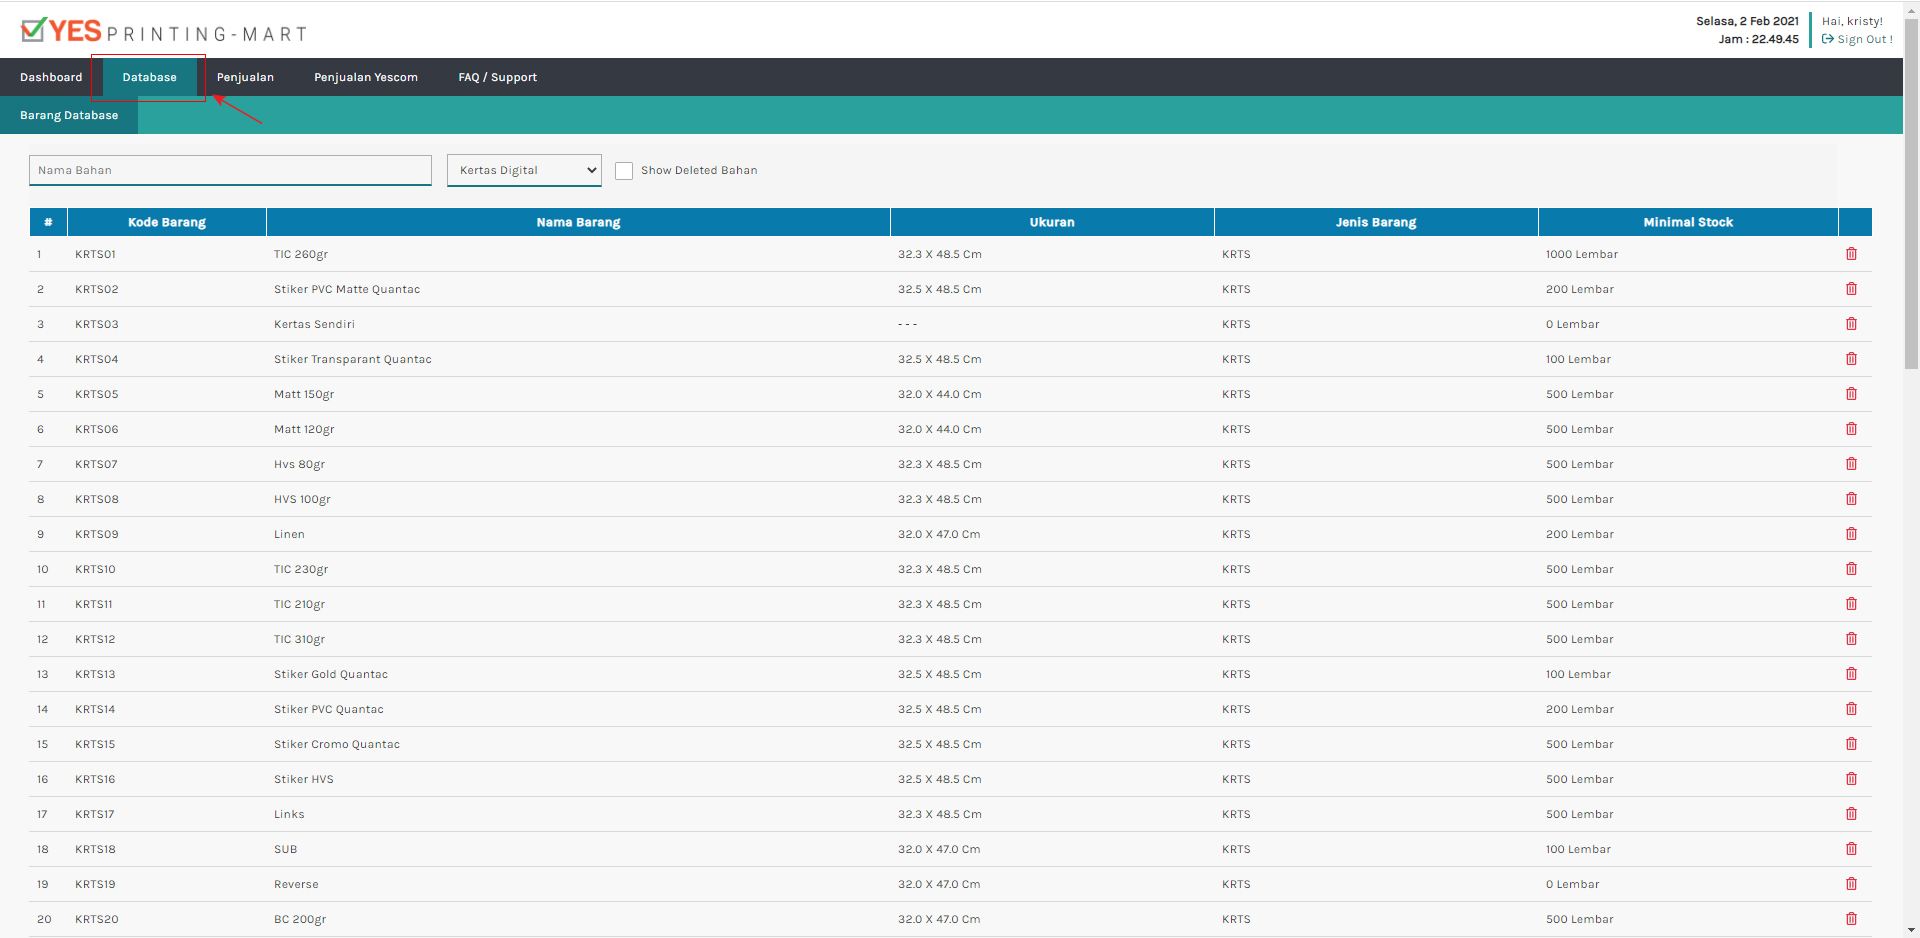 YES PRINTING-MART
Selasa, 2 Feb 2021
Jam : 22.49.45
Hai, kristy!
Sign Out !
Dashboard Database Penjualan Penjualan Yescom FAQ / Support
Barang Database
Nama Bahan Kertas Digital Show Deleted Bahan
# Kode Barang Nama Barang Ukuran Jenis Barang Minimal Stock
1 KRTS01 TIC 260gr 32.3 X 48.5 Cm KRTS 1000 Lembar
2 KRTS02 Stiker PVC Matte Quantac 32.5 X 48.5 Cm KRTS 200 Lembar
3 KRTS03 Kertas Sendiri - - - KRTS 0 Lembar
4 KRTS04 Stiker Transparant Quantac 32.5 X 48.5 Cm KRTS 100 Lembar
5 KRTS05 Matt 150gr 32.0 X 44.0 Cm KRTS 500 Lembar
6 KRTS06 Matt 120gr 32.0 X 44.0 Cm KRTS 500 Lembar
7 KRTS07 Hvs 80gr 32.3 X 48.5 Cm KRTS 500 Lembar
8 KRTS08 HVS 100gr 32.3 X 48.5 Cm KRTS 500 Lembar
9 KRTS09 Linen 32.0 X 47.0 Cm KRTS 200 Lembar
10 KRTS10 TIC 230gr 32.3 X 48.5 Cm KRTS 500 Lembar
11 KRTS11 TIC 210gr 32.3 X 48.5 Cm KRTS 500 Lembar
12 KRTS12 TIC 310gr 32.3 X 48.5 Cm KRTS 500 Lembar
13 KRTS13 Stiker Gold Quantac 32.5 X 48.5 Cm KRTS 100 Lembar
14 KRTS14 Stiker PVC Quantac 32.5 X 48.5 Cm KRTS 200 Lembar
15 KRTS15 Stiker Cromo Quantac 32.5 X 48.5 Cm KRTS 500 Lembar
16 KRTS16 Stiker HVS 32.5 X 48.5 Cm KRTS 500 Lembar
17 KRTS17 Links 32.3 X 48.5 Cm KRTS 500 Lembar
18 KRTS18 SUB 32.0 X 47.0 Cm KRTS 100 Lembar
19 KRTS19 Reverse 32.0 X 47.0 Cm KRTS 0 Lembar
20 KRTS20 BC 200gr 32.0 X 47.0 Cm KRTS 500 Lembar